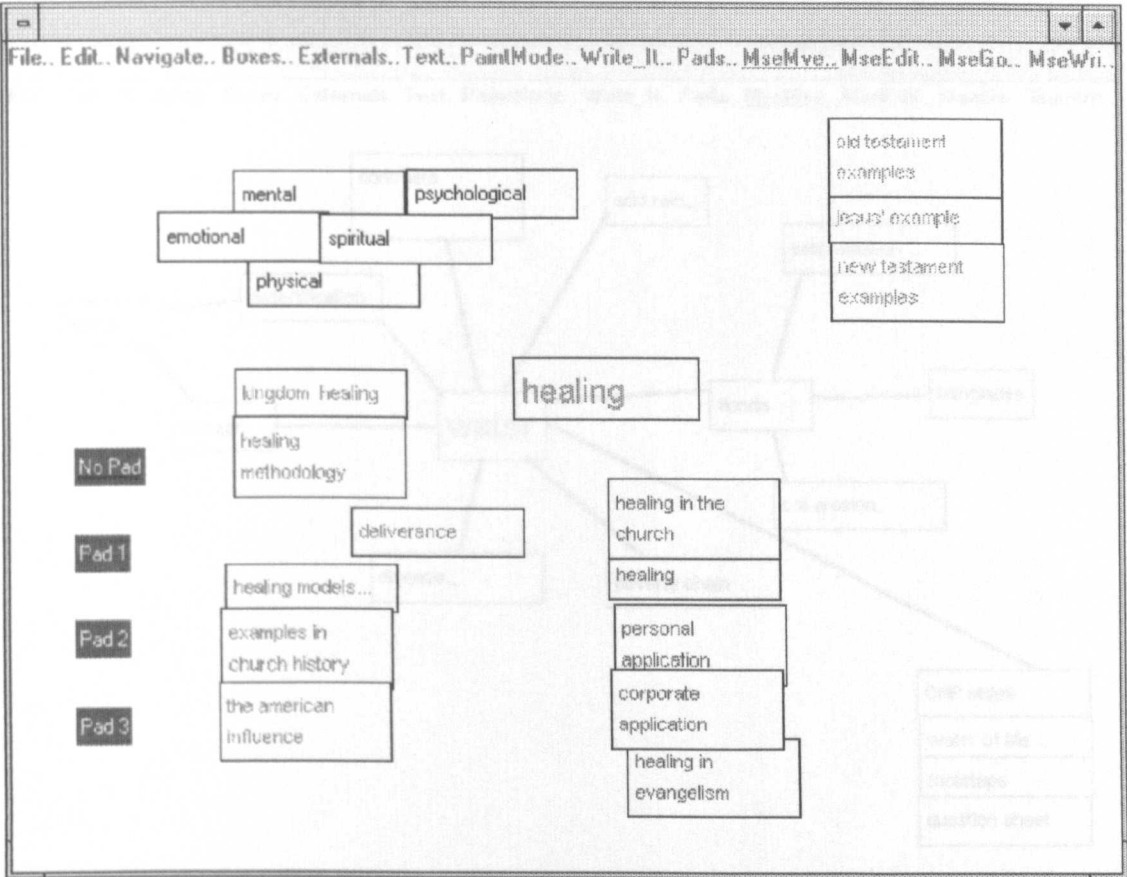 File.. Edit.. Navigate.. Boxes.. Externals.. Text.. PaintMode.. Write_It.. Pads.. MseMve.. MseEdit.. MseGo.. MseWri..
mental
psychological
emotional
spiritual
physical
old testament
examples
jesus' example
new testament
examples
healing
kingdom healing
healing
methodology
No Pad
Pad 1
Pad 2
Pad 3
deliverance
healing models...
examples in
church history
the american
influence
healing in the
church
healing
personal
application
corporate
application
healing in
evangelism
question sheet